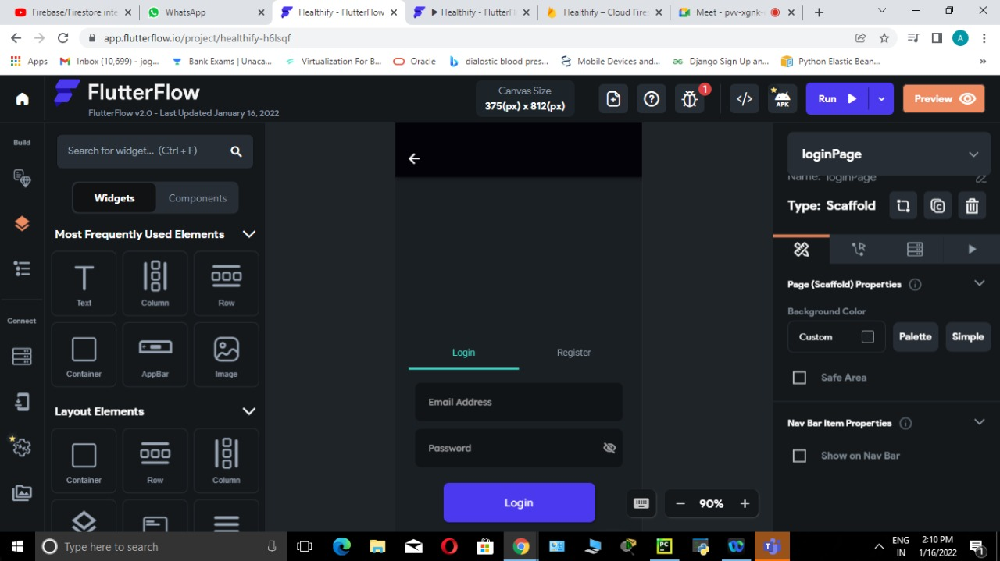 Firebase/Firestore inte
WhatsApp
Healthify - FlutterFlow
Healthify - FlutterFl
Healthify – Cloud Fire
Meet - pvv-xgnk-
app.flutterflow.io/project/healthify-h6lsqf
A
Apps
Inbox (10,699) - jog...
Bank Exams | Unaca...
Virtualization For B...
Oracle
dialostic blood pres...
Mobile Devices and...
Django Sign Up an...
Python Elastic Bean...
»
FlutterFlow
FlutterFlow v2.0 - Last Updated January 16, 2022
Canvas Size
375(px) x 812(px)
1
APK
Run
Preview
Build
Connect
Search for widget... (Ctrl + F)
Widgets
Components
Most Frequently Used Elements
Text
Column
Row
Container
AppBar
Image
Layout Elements
Container
Row
Column
Login
Register
Email Address
Password
Login
90%
loginPage
Name: loginPage
Type: Scaffold
Page (Scaffold) Properties
Background Color
Custom
Palette
Simple
Safe Area
Nav Bar Item Properties
Show on Nav Bar
Type here to search
PC
ENG
IN
2:10 PM
1/16/2022
1